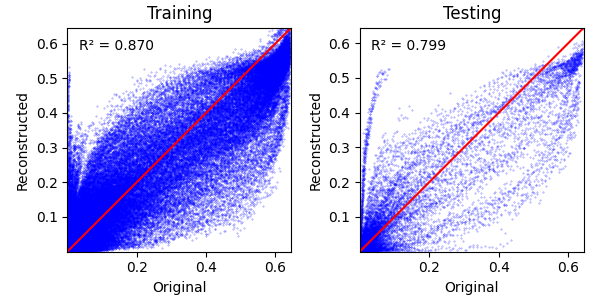 Training
R² = 0.870
Reconstructed
0.6
0.5
0.4
0.3
0.2
0.1
0.2
0.4
0.6
Original
Testing
R² = 0.799
Reconstructed
0.6
0.5
0.4
0.3
0.2
0.1
0.2
0.4
0.6
Original